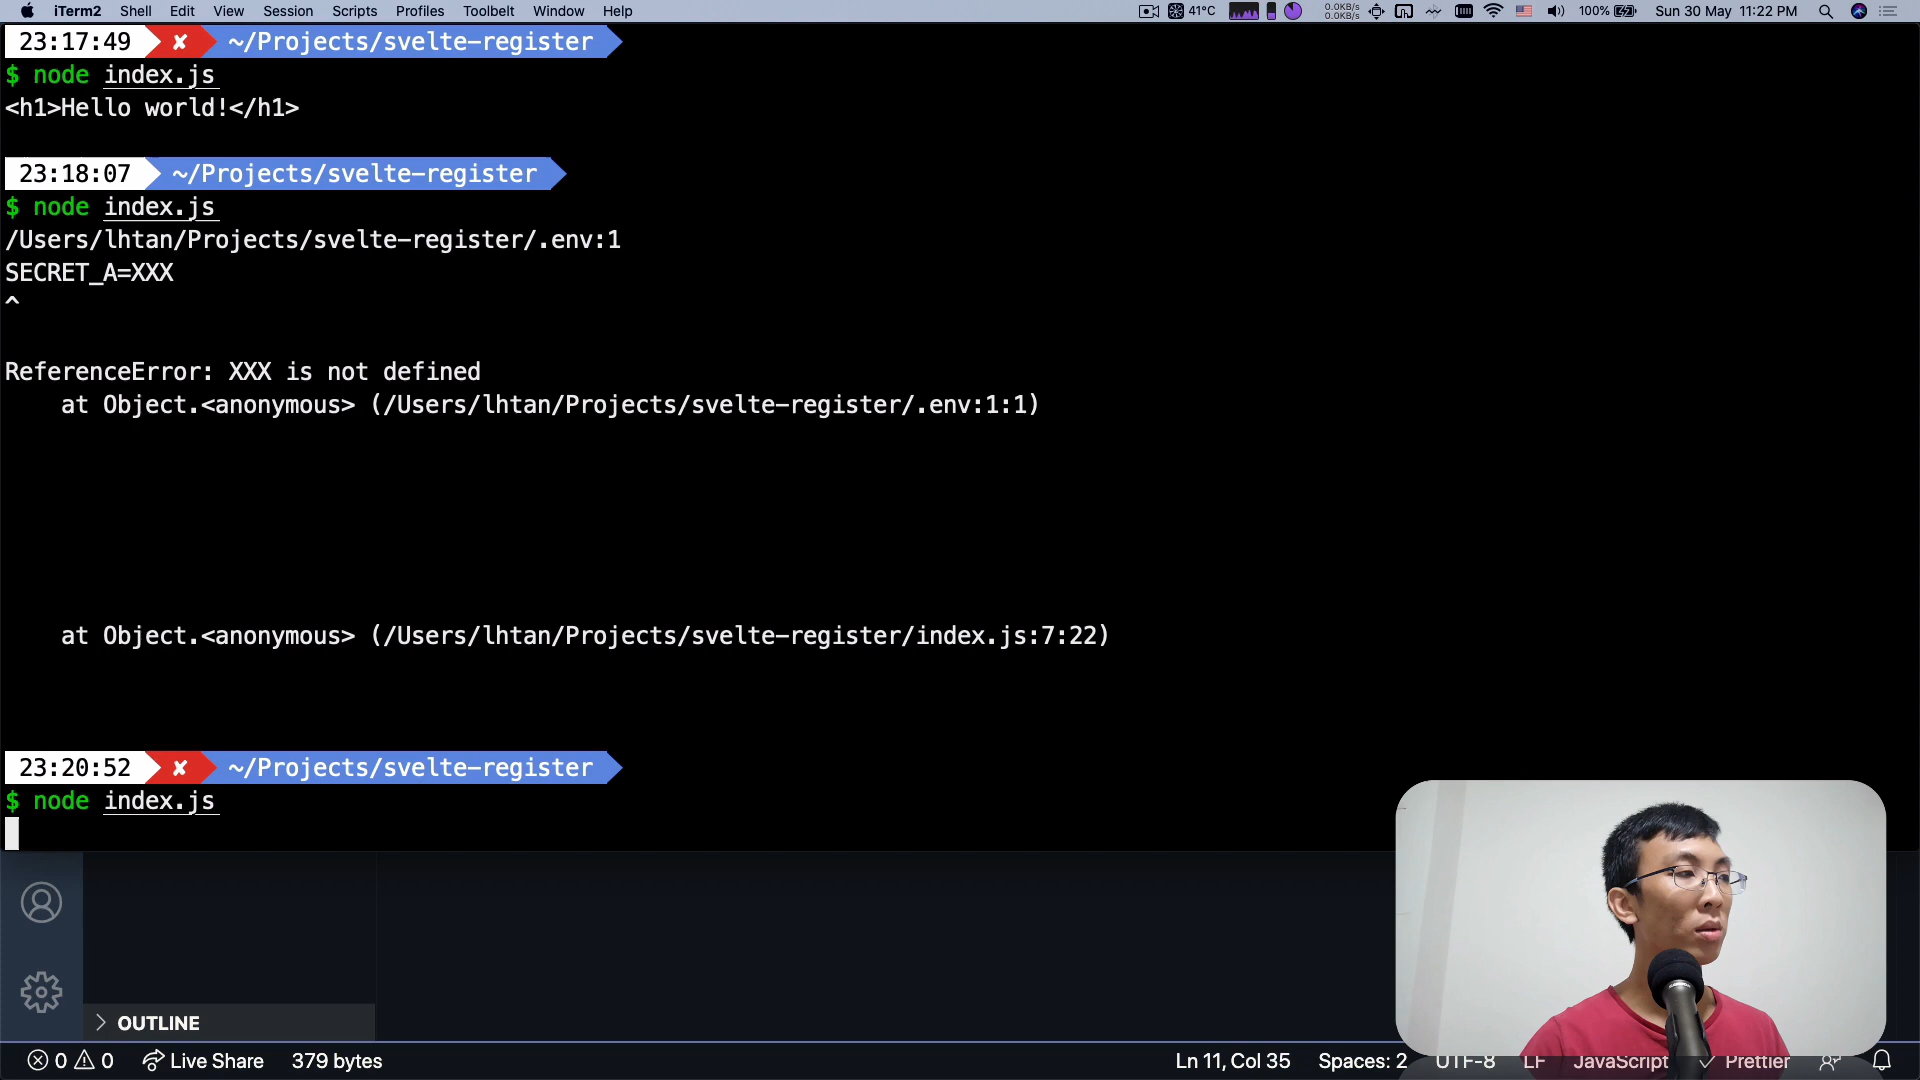 iTerm2 Shell Edit View Session Scripts Profiles Toolbelt Window Help 41°C 0.0KB/s 0.0KB/s 100% Sun 30 May 11:22 PM
23:17:49 ✘ ~/Projects/svelte-register
$ node index.js
<h1>Hello world!</h1>
23:18:07 ~/Projects/svelte-register
$ node index.js
/Users/lhtan/Projects/svelte-register/.env:1
SECRET_A=XXX
^
ReferenceError: XXX is not defined
at Object.<anonymous> (/Users/lhtan/Projects/svelte-register/.env:1:1)
at Object.<anonymous> (/Users/lhtan/Projects/svelte-register/index.js:7:22)
23:20:52 ✘ ~/Projects/svelte-register
$ node index.js
OUTLINE
0 0 Live Share 379 bytes Ln 11, Col 35 Spaces: 2 UTF-8 LF JavaScript Prettier